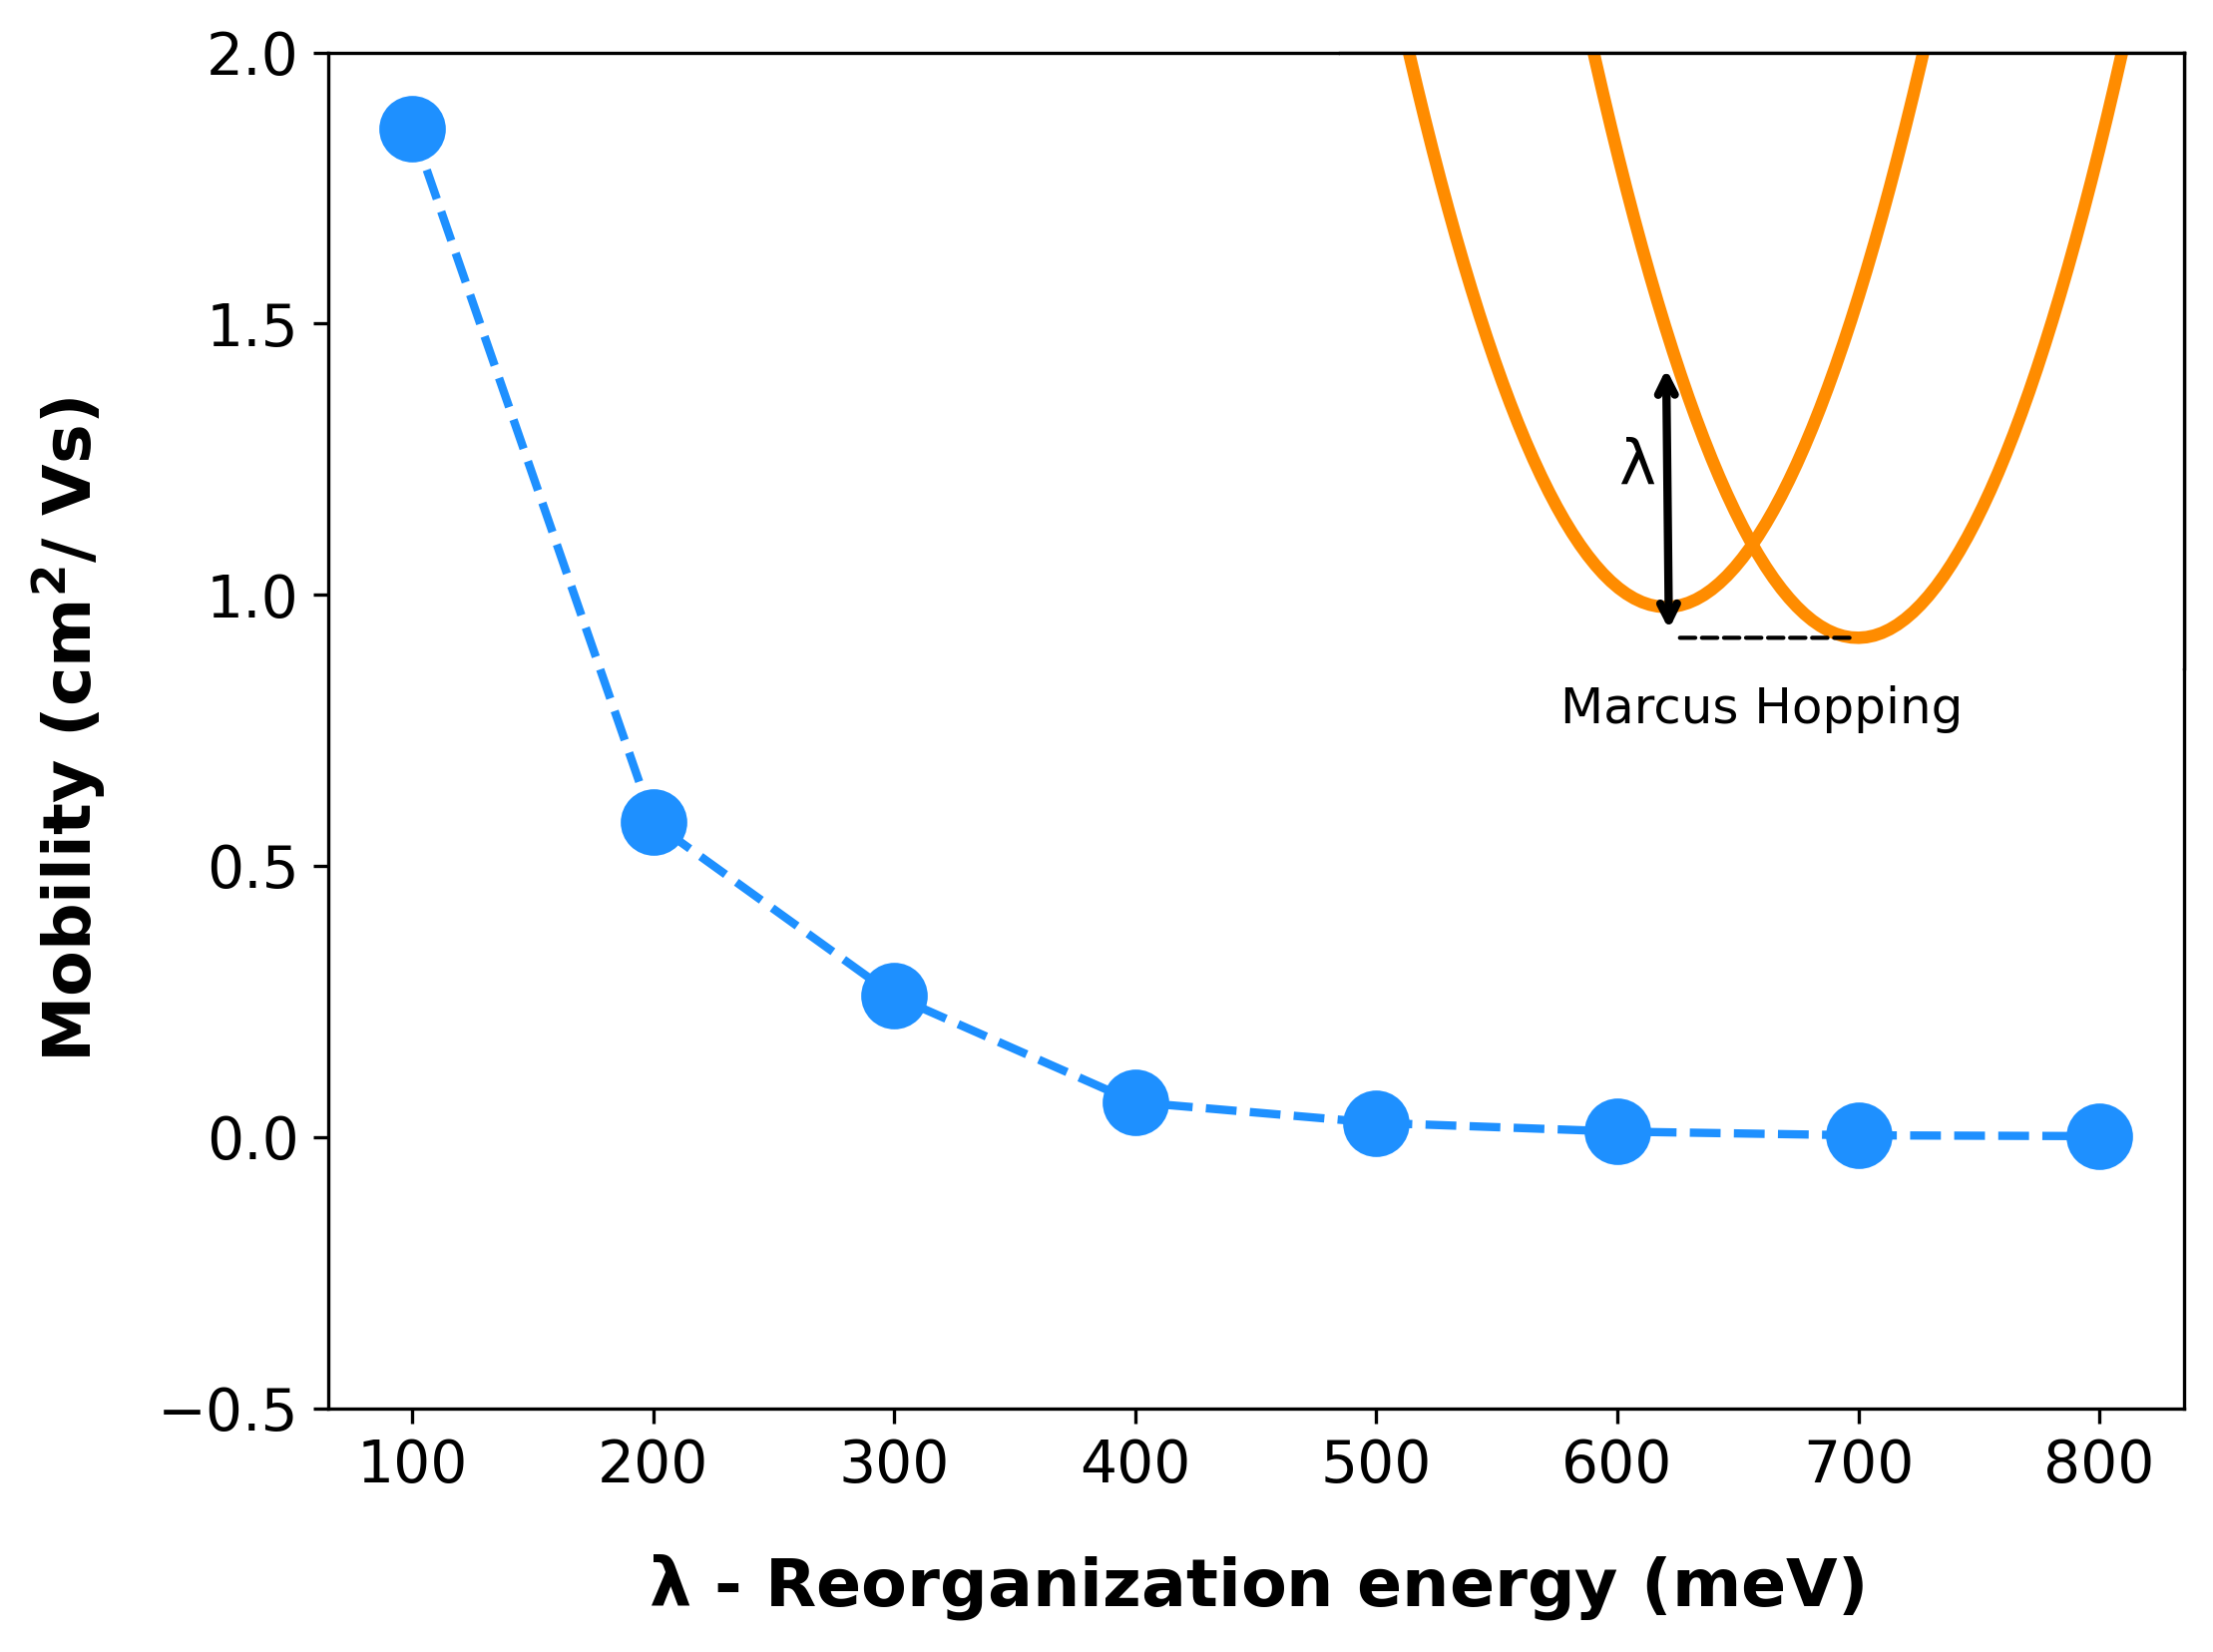 2.0
1.5
1.0
0.5
0.0
−0.5
Mobility (cm²/ Vs)
λ
Marcus Hopping
100 200 300 400 500 600 700 800
λ - Reorganization energy (meV)